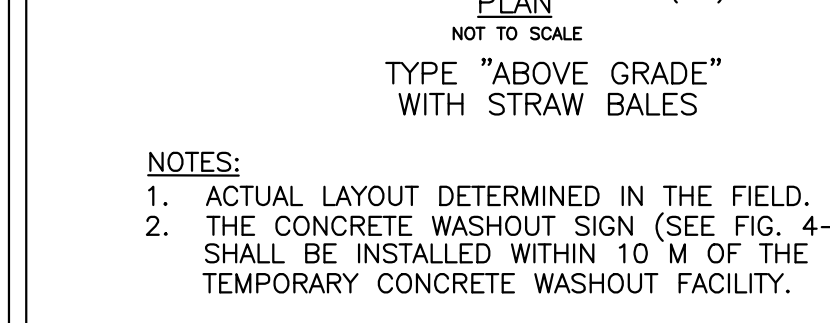 PLAN
NOT TO SCALE
TYPE "ABOVE GRADE"
WITH STRAW BALES
NOTES:
1. ACTUAL LAYOUT DETERMINED IN THE FIELD.
2. THE CONCRETE WASHOUT SIGN (SEE FIG. 4-
SHALL BE INSTALLED WITHIN 10 M OF THE
TEMPORARY CONCRETE WASHOUT FACILITY.